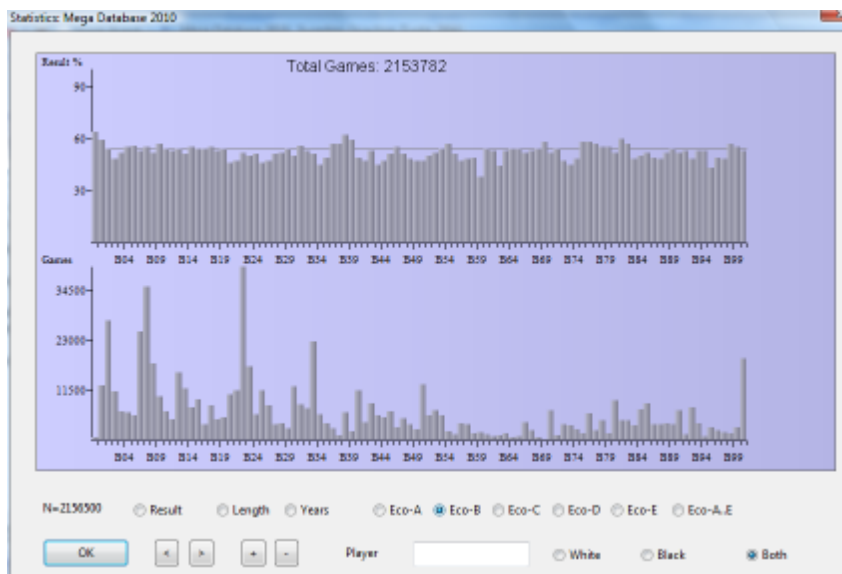 Statistics: Mega Database 2010
Result %
Total Games: 2153782
90
60
30
B04 B09 B14 B19 B24 B29 B34 B39 B44 B49 B54 B59 B64 B69 B74 B79 B84 B89 B94 B99
Games
34500
23000
11500
B04 B09 B14 B19 B24 B29 B34 B39 B44 B49 B54 B59 B64 B69 B74 B79 B84 B89 B94 B99
N=2156500 Result Length Years Eco-A Eco-B Eco-C Eco-D Eco-E Eco-A..E
OK < > + - Player White Black Both